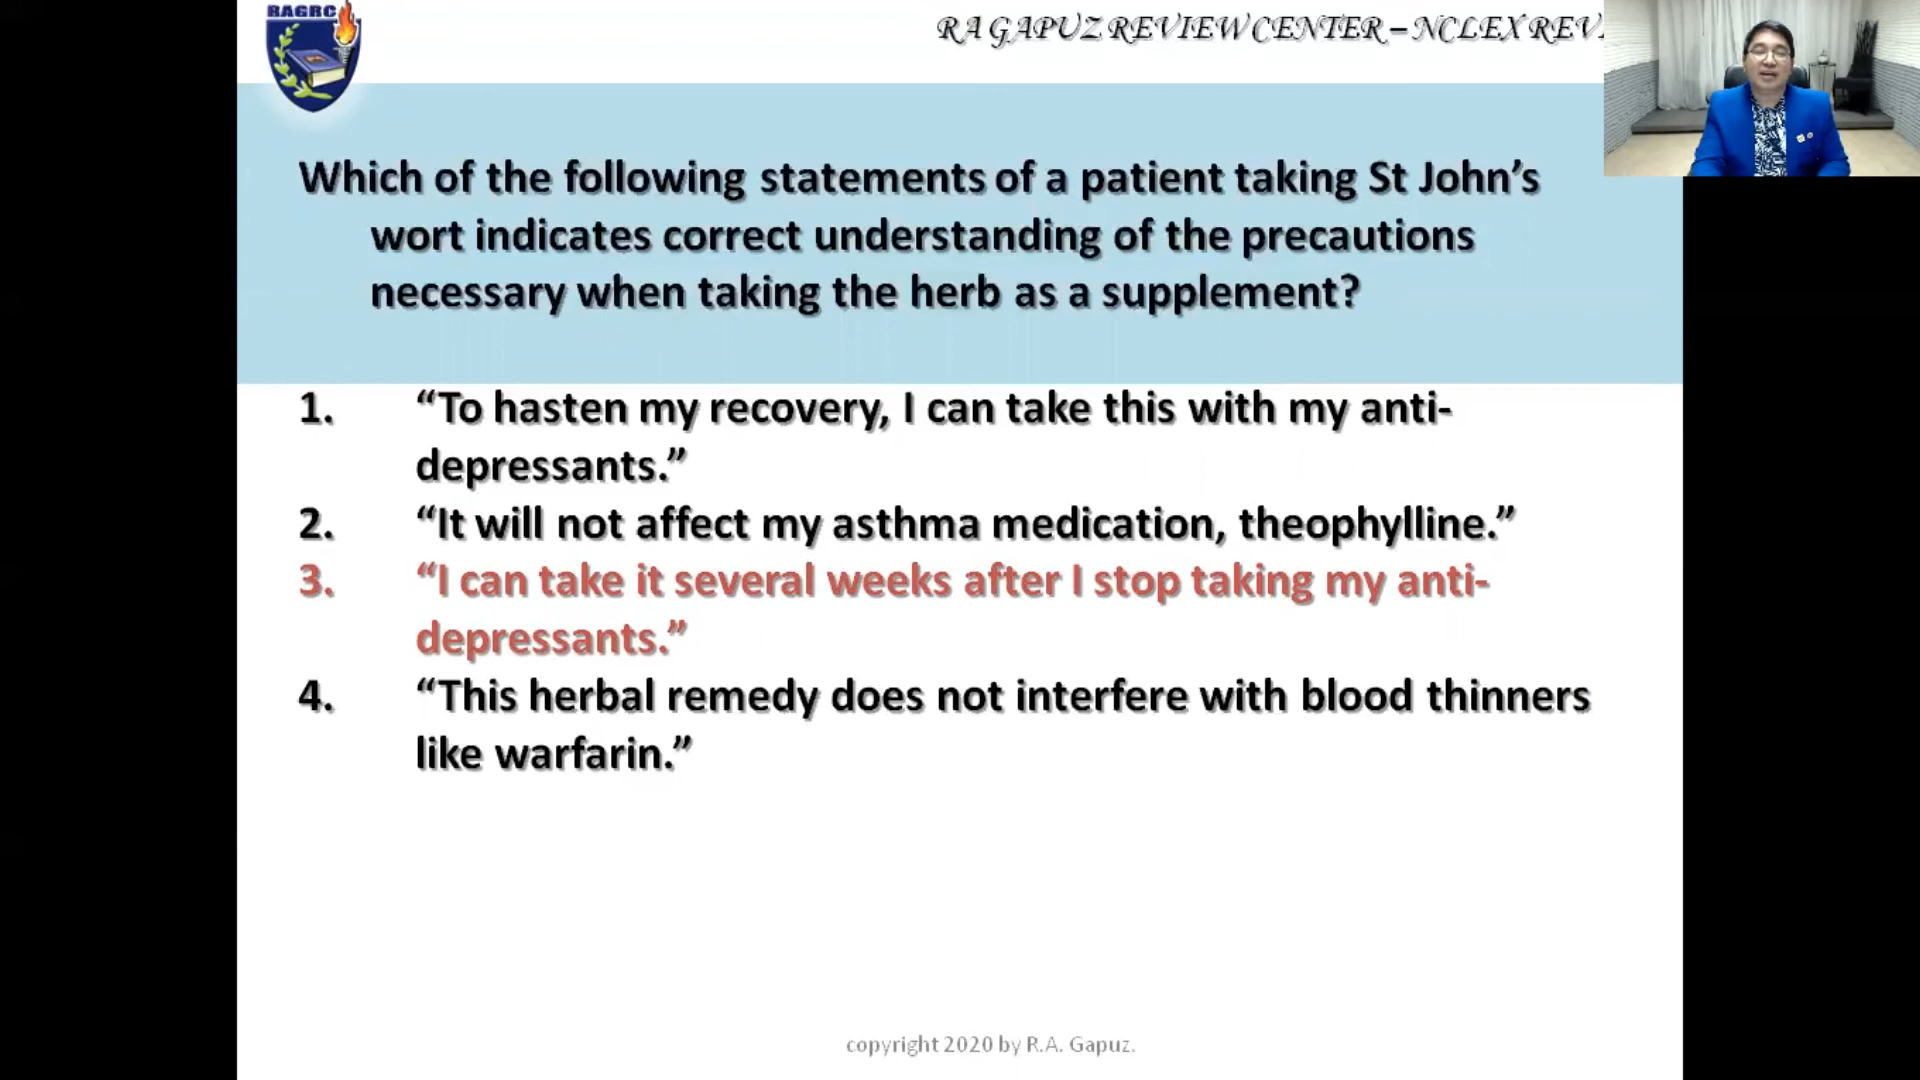 RAGRC
RA GAPUZ REVIEW CENTER – NCLEX REV
Which of the following statements of a patient taking St John’s
wort indicates correct understanding of the precautions
necessary when taking the herb as a supplement?
1. “To hasten my recovery, I can take this with my anti-
depressants.”
2. “It will not affect my asthma medication, theophylline.”
3. “I can take it several weeks after I stop taking my anti-
depressants.”
4. “This herbal remedy does not interfere with blood thinners
like warfarin.”
copyright 2020 by R.A. Gapuz.